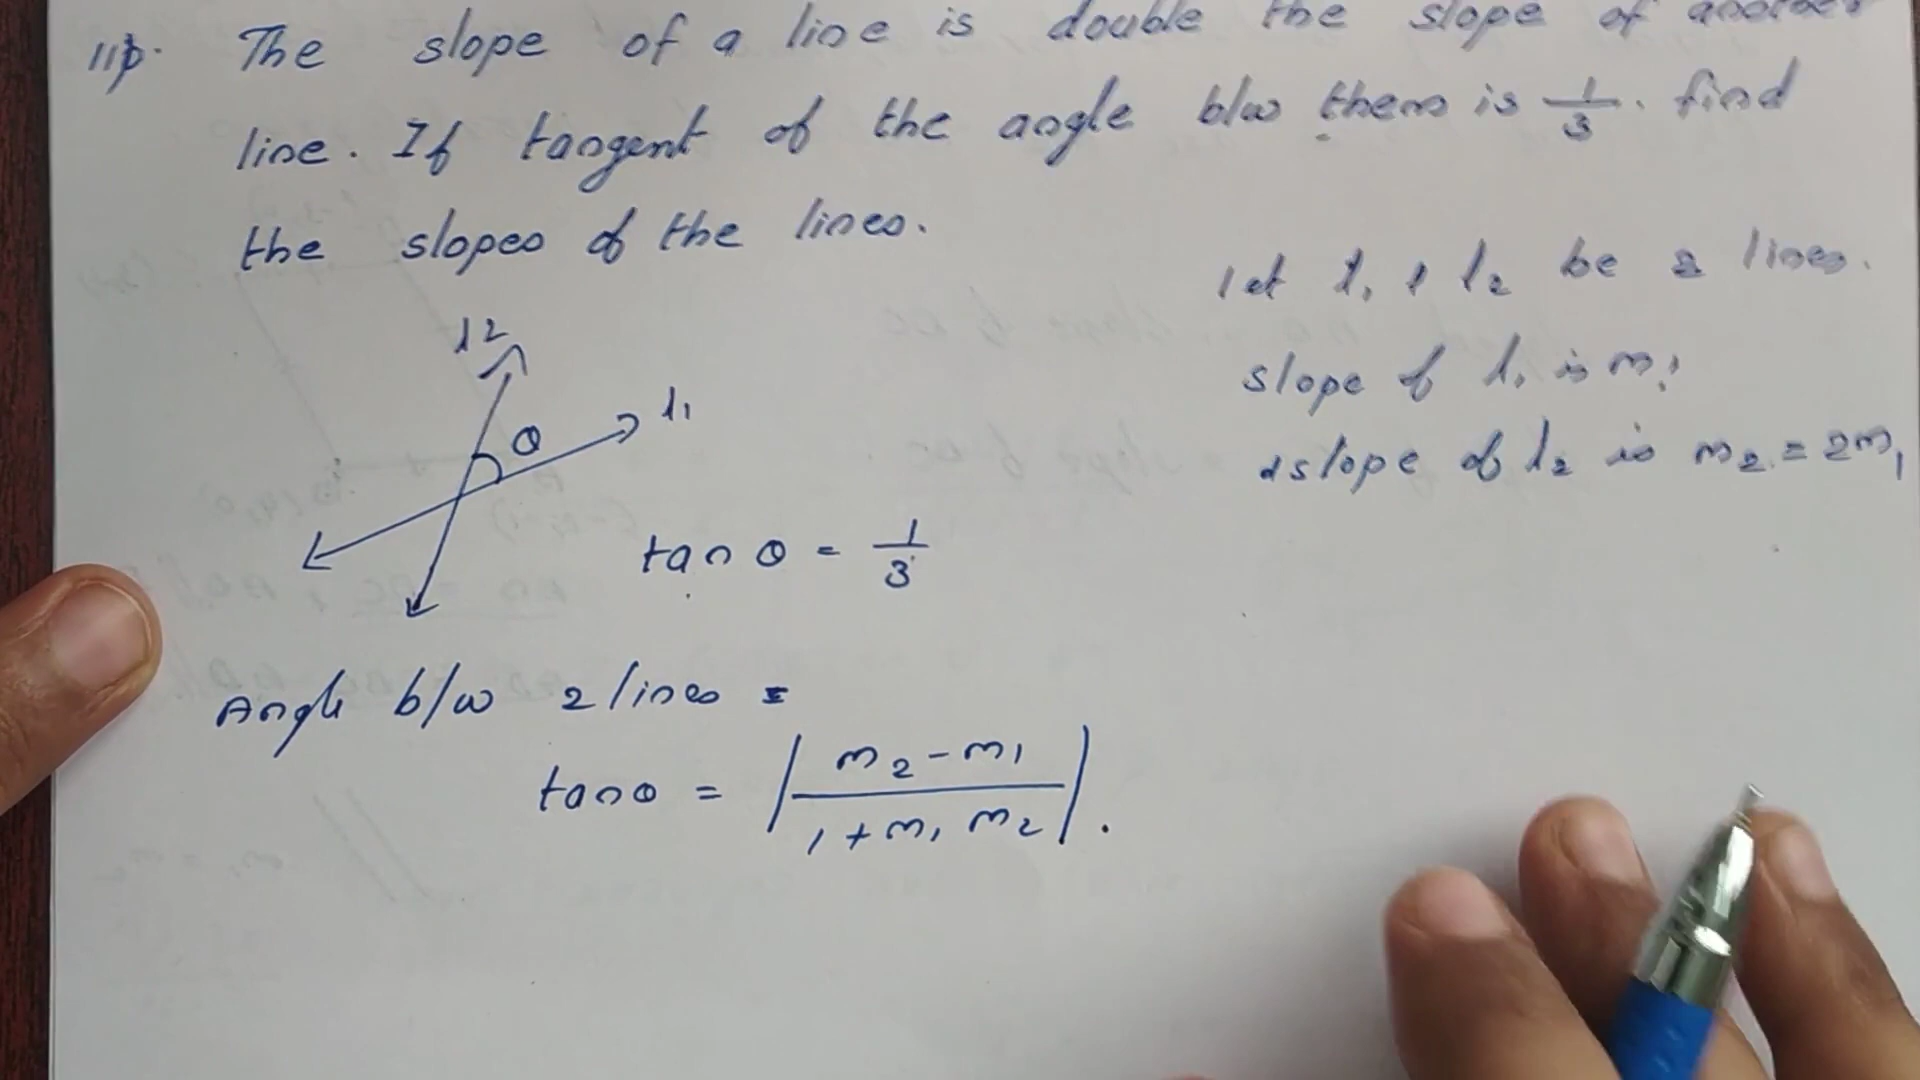 11). The slope of a line is double the slope of another
line. If tangent of the angle b/w them is 1/3. find
the slopes of the lines.
let l₁ & l₂ be 2 lines.
slope of l₁ is m₁
& slope of l₂ is m₂ = 2m₁
l2
l₁
θ
tan θ = 1/3
Angle b/w 2 lines =
tan θ = | (m₂ - m₁) / (1 + m₁ m₂) |.